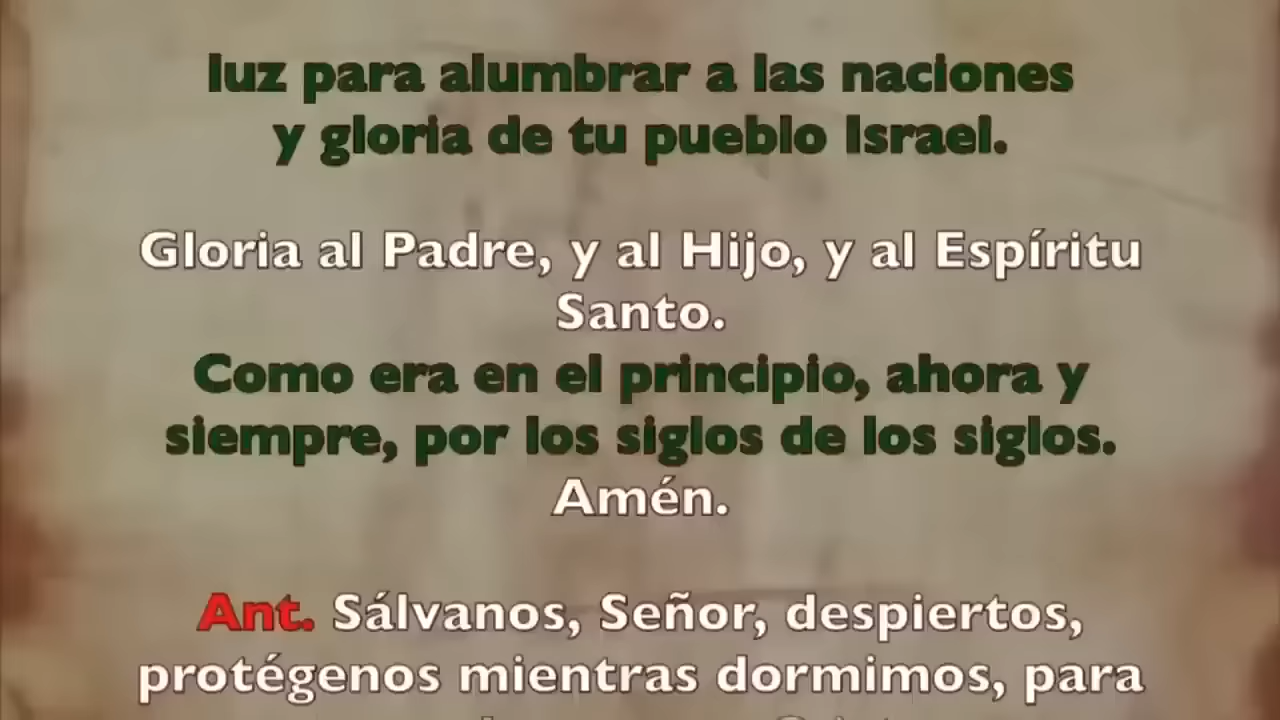 luz para alumbrar a las naciones
y gloria de tu pueblo Israel.
Gloria al Padre, y al Hijo, y al Espíritu
Santo.
Como era en el principio, ahora y
siempre, por los siglos de los siglos.
Amén.
Ant. Sálvanos, Señor, despiertos,
protégenos mientras dormimos, para